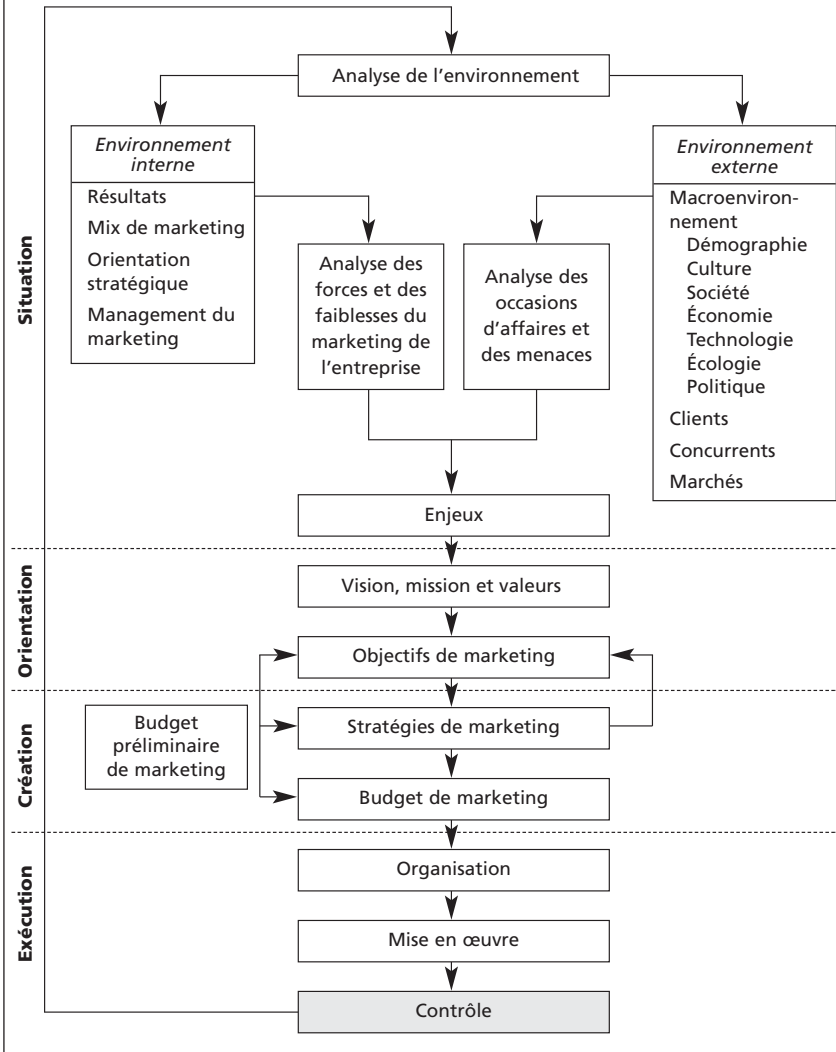 Analyse de l'environnement
Environnement
interne
Résultats
Mix de marketing
Orientation
stratégique
Management du
marketing
Analyse des
forces et des
faiblesses du
marketing de
l'entreprise
Analyse des
occasions
d'affaires et
des menaces
Environnement
externe
Macroenviron-
nement
Démographie
Culture
Société
Économie
Technologie
Écologie
Politique
Clients
Concurrents
Marchés
Situation
Enjeux
Orientation
Vision, mission et valeurs
Objectifs de marketing
Création
Budget
préliminaire
de marketing
Stratégies de marketing
Budget de marketing
Exécution
Organisation
Mise en œuvre
Contrôle